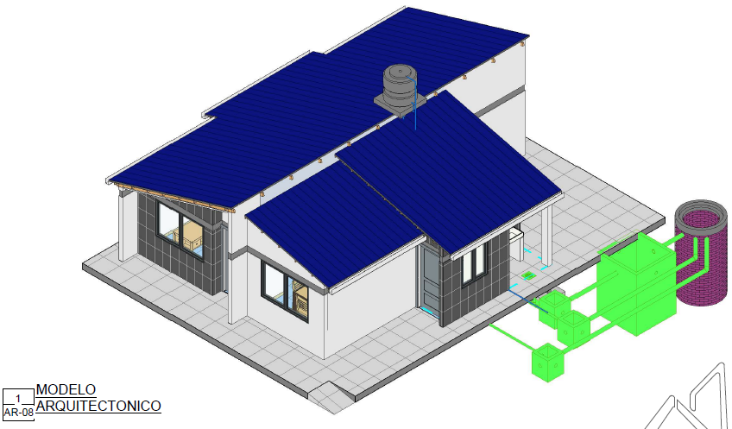 1
AR-08
MODELO
ARQUITECTONICO